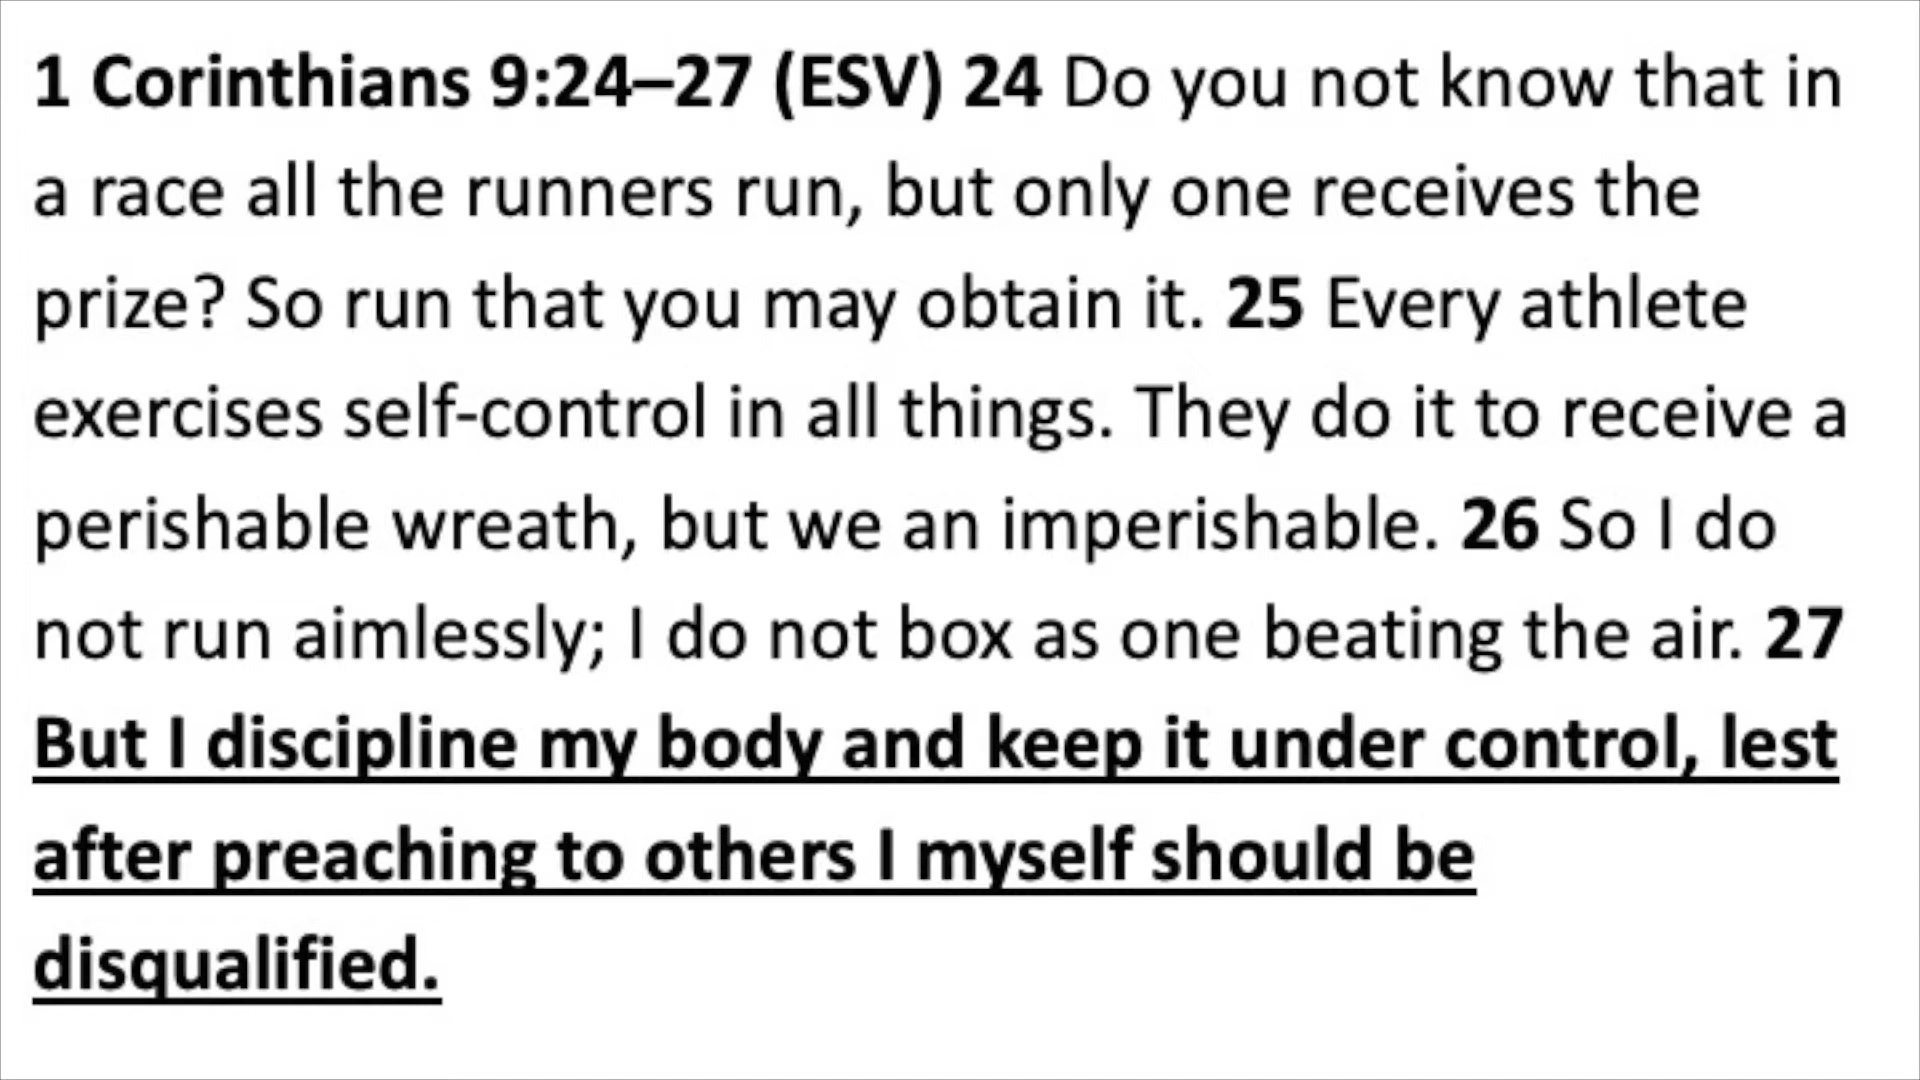 1 Corinthians 9:24–27 (ESV) 24 Do you not know that in
a race all the runners run, but only one receives the
prize? So run that you may obtain it. 25 Every athlete
exercises self-control in all things. They do it to receive a
perishable wreath, but we an imperishable. 26 So I do
not run aimlessly; I do not box as one beating the air. 27
But I discipline my body and keep it under control, lest
after preaching to others I myself should be
disqualified.